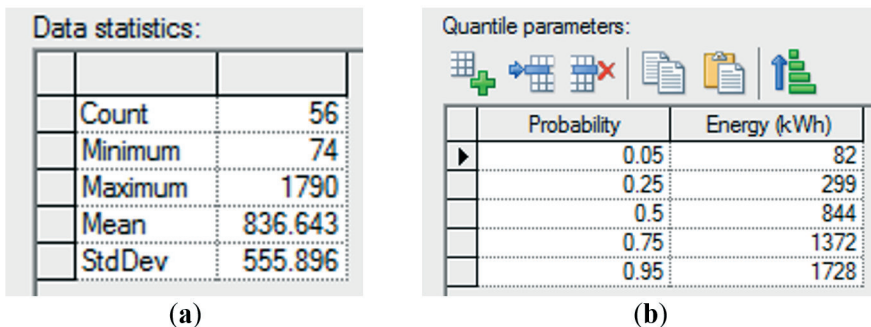 Data statistics:
Count 56
Minimum 74
Maximum 1790
Mean 836.643
StdDev 555.896
(a)
Quantile parameters:
Probability Energy (kWh)
0.05 82
0.25 299
0.5 844
0.75 1372
0.95 1728
(b)